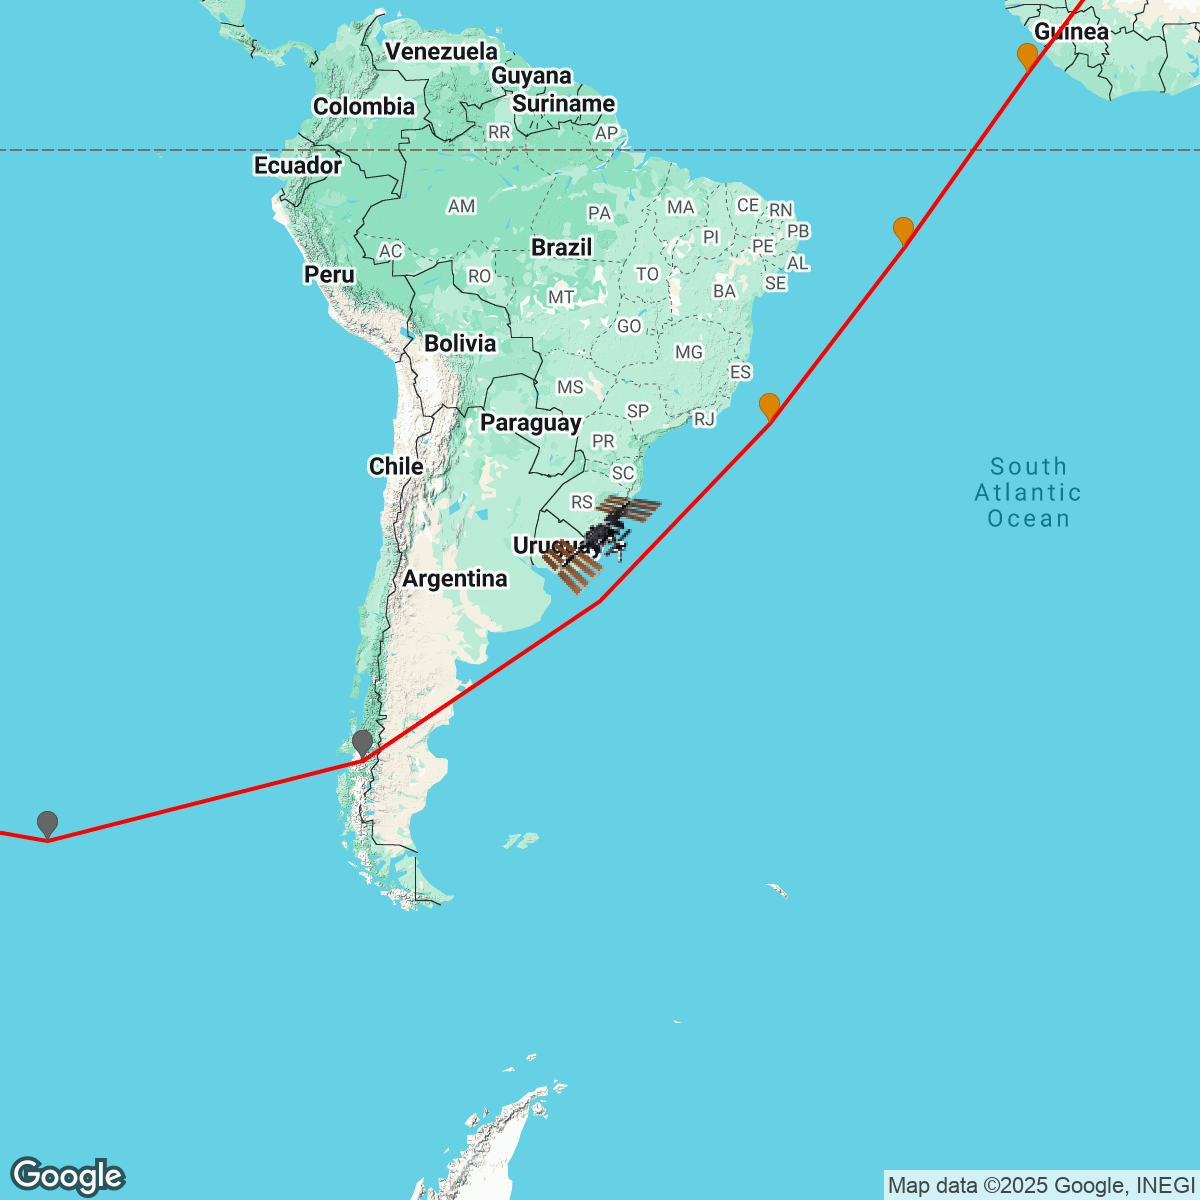 Guinea
Venezuela
Guyana
Suriname
Colombia
RR
AP
Ecuador
AM
PA
MA
CE
RN
PI
PB
PE
AC
Brazil
AL
Peru
RO
TO
SE
MT
BA
GO
Bolivia
MG
ES
MS
SP
Paraguay
RJ
PR
Chile
SC
South
Atlantic
Ocean
RS
Uruguay
Argentina
Google
Map data ©2025 Google, INEGI